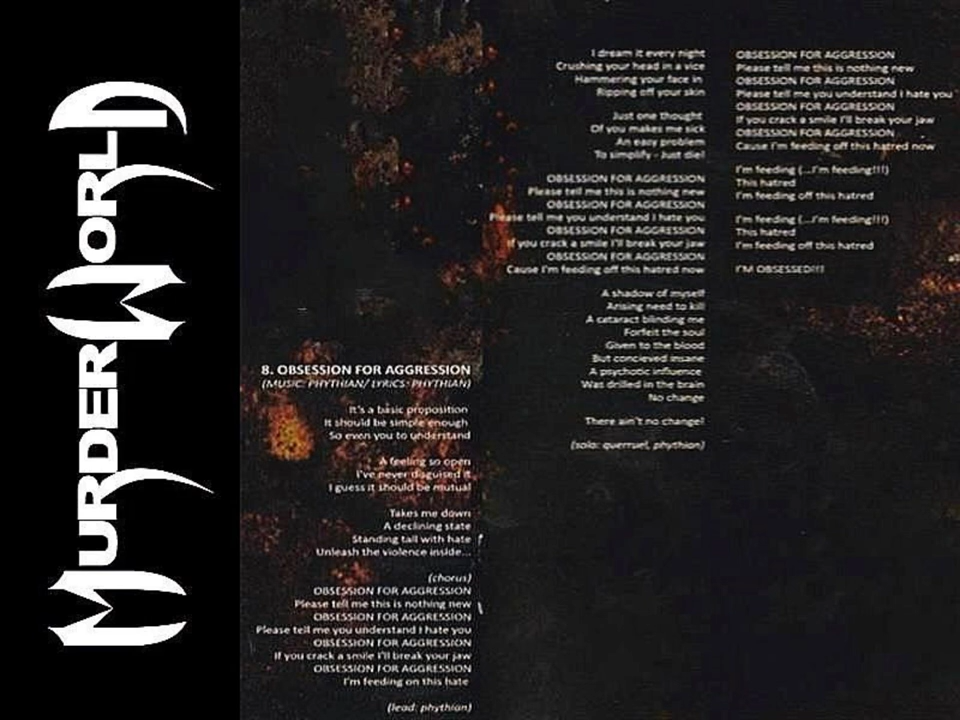 MURDER WORLD
8. OBSESSION FOR AGGRESSION
(MUSIC: PHYTHIAN/ LYRICS: PHYTHIAN)
It's a basic proposition
It should be simple enough
So even you to understand
A feeling so open
I've never disguised it
I guess it should be mutual
Takes me down
A declining state
Standing tall with hate
Unleash the violence inside...
(chorus)
OBSESSION FOR AGGRESSION
Please tell me this is nothing new
OBSESSION FOR AGGRESSION
Please tell me you understand I hate you
OBSESSION FOR AGGRESSION
If you crack a smile I'll break your jaw
OBSESSION FOR AGGRESSION
I'm feeding on this hate
(lead: phythian)
I dream it every night
Crushing your head in a vice
Hammering your face in
Ripping off your skin
Just one thought
Of you makes me sick
An easy problem
To simplify - Just die!
OBSESSION FOR AGGRESSION
Please tell me this is nothing new
OBSESSION FOR AGGRESSION
Please tell me you understand I hate you
OBSESSION FOR AGGRESSION
If you crack a smile I'll break your jaw
OBSESSION FOR AGGRESSION
Cause I'm feeding off this hatred now
A shadow of myself
Arising need to kill
A cataract blinding me
Forfeit the soul
Given to the blood
But concieved insane
A psychotic influence
Was drilled in the brain
No change
There ain't no change!
(solo: querruel, phythian)
OBSESSION FOR AGGRESSION
Please tell me this is nothing new
OBSESSION FOR AGGRESSION
Please tell me you understand I hate you
OBSESSION FOR AGGRESSION
If you crack a smile I'll break your jaw
OBSESSION FOR AGGRESSION
Cause I'm feeding off this hatred now
I'm feeding (...I'm feeding!!!)
This hatred
I'm feeding off this hatred
I'm feeding (...I'm feeding!!!)
This hatred
I'm feeding off this hatred
I'M OBSESSED!!!